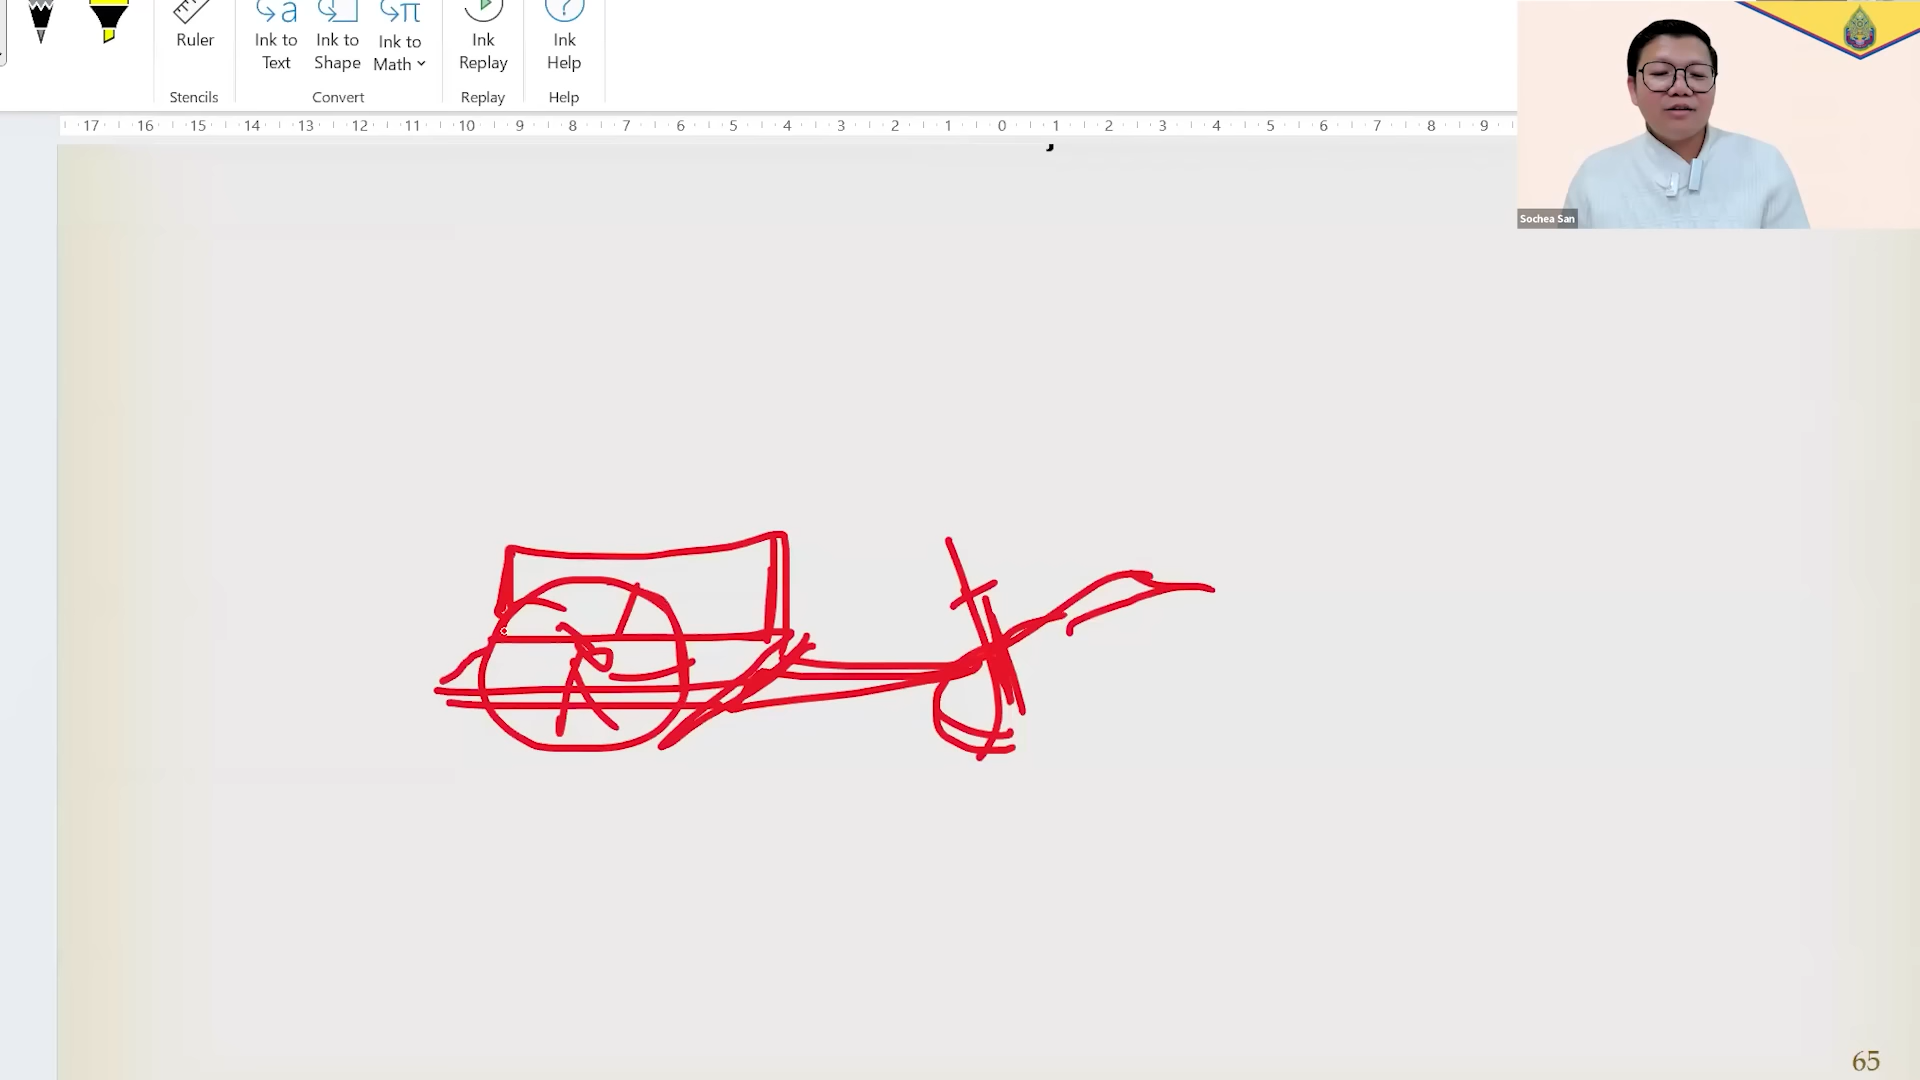 Ruler
Ink to Text
Ink to Shape
Ink to Math
Ink Replay
Ink Help
Stencils
Convert
Replay
Help
17 16 15 14 13 12 11 10 9 8 7 6 5 4 3 2 1 0 1 2 3 4 5 6 7 8 9
Sochea San
65